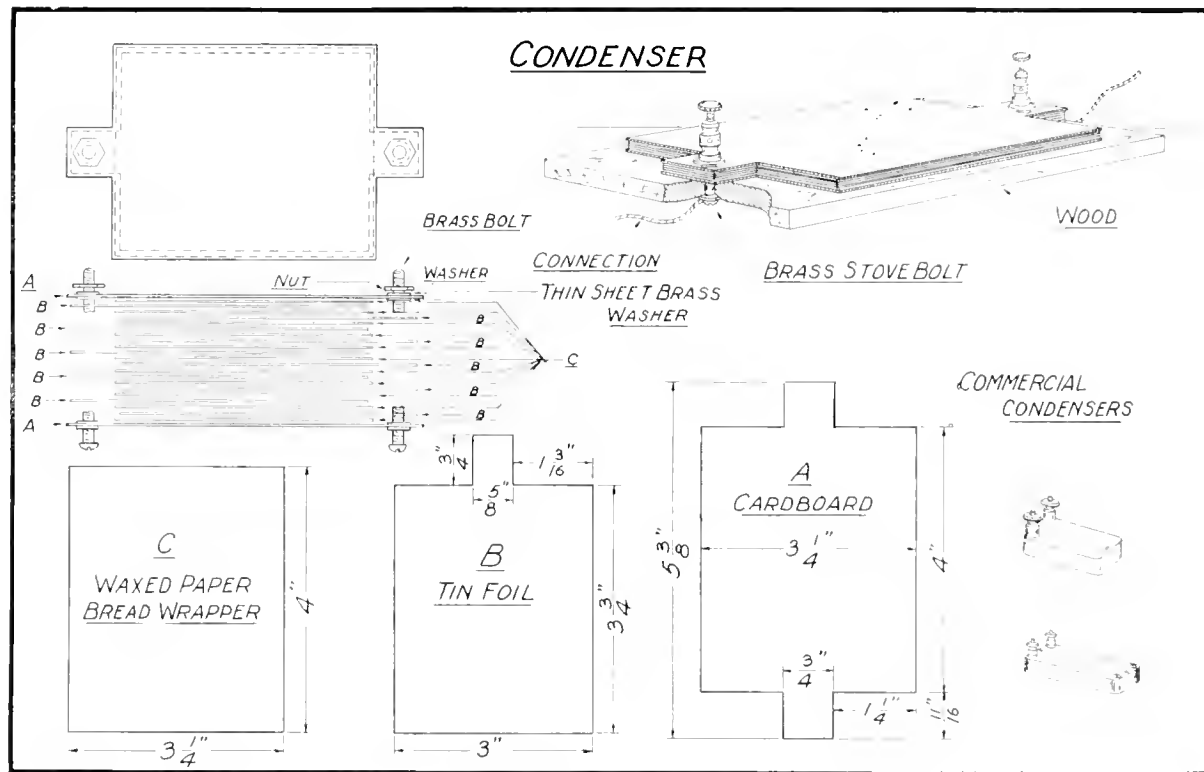 CONDENSER
WOOD
BRASS BOLT
BRASS STOVE BOLT
CONNECTION
WASHER
NUT
THIN SHEET BRASS
WASHER
A
B
B
B
B
B
A
B
B
B
B
B
C
COMMERCIAL
CONDENSERS
C
WAXED PAPER
BREAD WRAPPER
4"
3 1/4"
3/4"
1 3/16"
5/8"
B
TIN FOIL
3 3/4"
3"
5 3/8"
A
CARDBOARD
3 1/4"
4"
3/4"
1 1/4"
11/16"